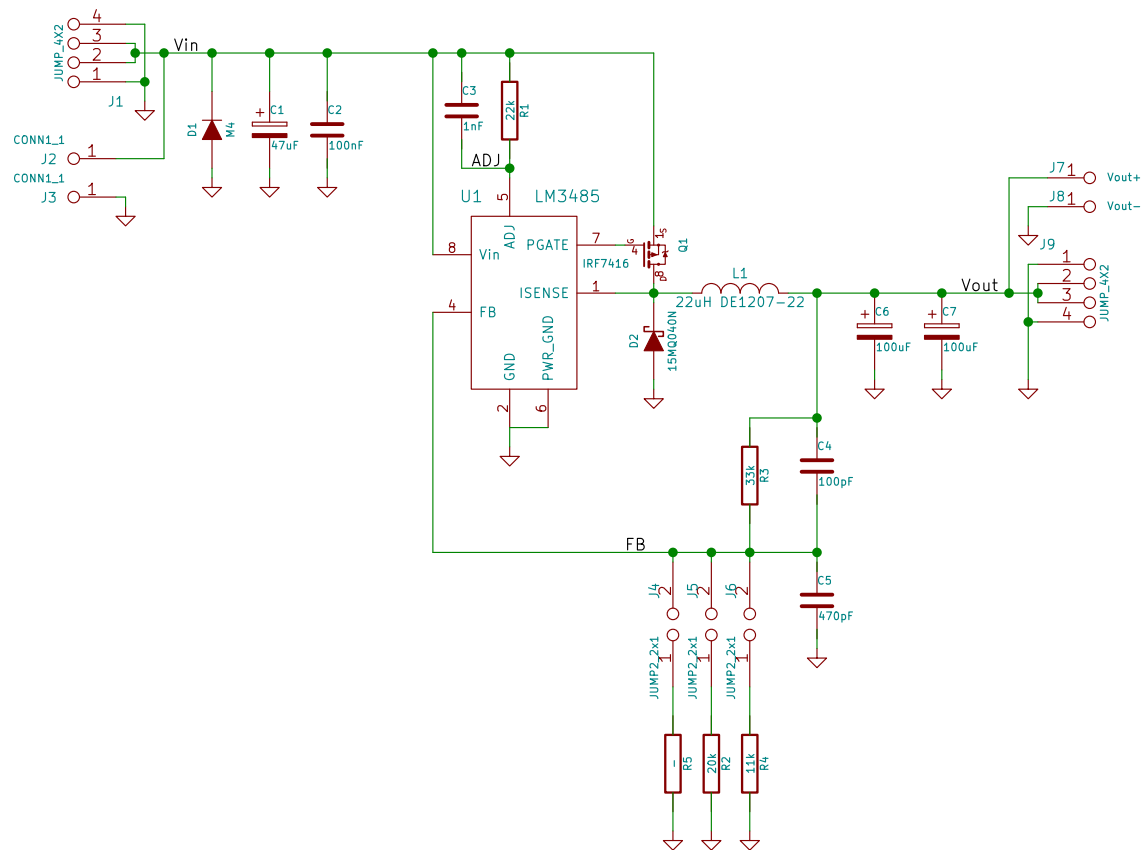 4
3
2
1
JUMP_4X2
J1
Vin
CONN1_1
J2
1
CONN1_1
J3
1
D1
M4
+
C1
47uF
C2
100nF
C3
1nF
22k
R1
ADJ
U1
LM3485
5
ADJ
8
Vin
4
FB
PGATE
7
ISENSE
1
GND
2
PWR_GND
6
G
4
1
S
8
D
Q1
IRF7416
L1
22uH DE1207-22
D2
15MQ040N
Vout
+
C6
100uF
+
C7
100uF
J7
1
Vout+
J8
1
Vout-
J9
1
2
3
4
JUMP_4X2
33k
R3
C4
100pF
FB
C5
470pF
J4
2
J5
2
J6
2
JUMP2_2x1
1
JUMP2_2x1
1
JUMP2_2x1
1
-
R5
20k
R2
11k
R4